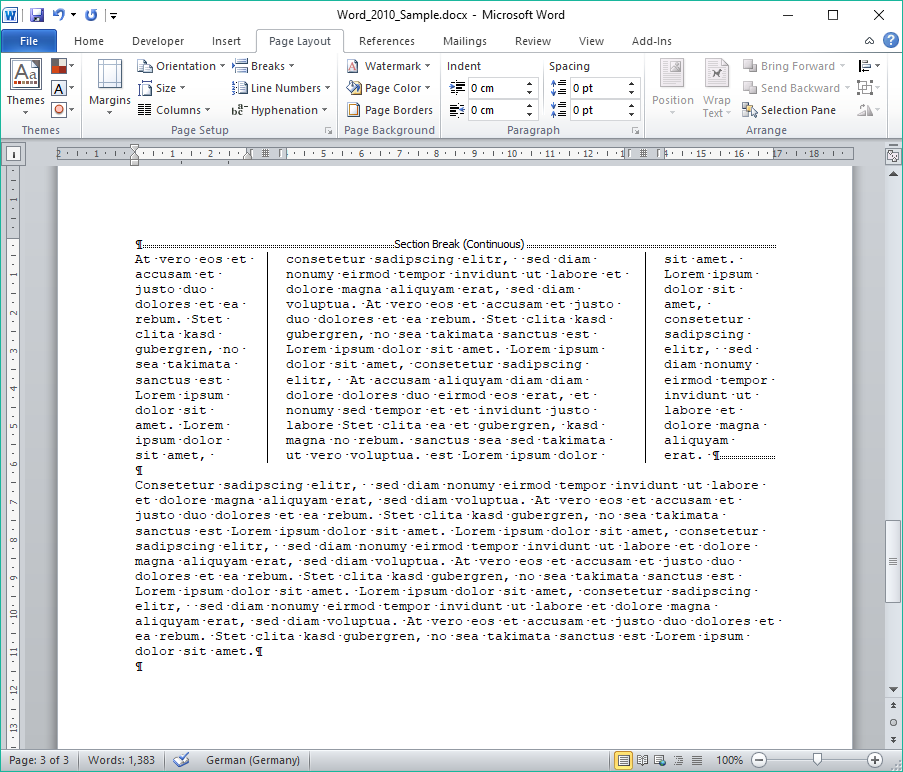 Word_2010_Sample.docx - Microsoft Word
File Home Developer Insert Page Layout References Mailings Review View Add-Ins
Themes
Themes
Margins
Orientation
Size
Columns
Breaks
Line Numbers
Hyphenation
Page Setup
Watermark
Page Color
Page Borders
Page Background
Indent
0 cm
0 cm
Spacing
0 pt
0 pt
Paragraph
Position
Wrap
Text
Bring Forward
Send Backward
Selection Pane
Arrange
2 1 1 2 4 5 6 7 8 9 10 11 12 1 14 15 16 17 18
¶ Section Break (Continuous)
At vero eos et
accusam et
justo duo
dolores et ea
rebum. Stet
clita kasd
gubergren, no
sea takimata
sanctus est
Lorem ipsum
dolor sit
amet. Lorem
ipsum dolor
sit amet,
consetetur sadipscing elitr, sed diam
nonumy eirmod tempor invidunt ut labore et
dolore magna aliquyam erat, sed diam
voluptua. At vero eos et accusam et justo
duo dolores et ea rebum. Stet clita kasd
gubergren, no sea takimata sanctus est
Lorem ipsum dolor sit amet. Lorem ipsum
dolor sit amet, consetetur sadipscing
elitr, At accusam aliquyam diam diam
dolore dolores duo eirmod eos erat, et
nonumy sed tempor et et invidunt justo
labore Stet clita ea et gubergren, kasd
magna no rebum. sanctus sea sed takimata
ut vero voluptua. est Lorem ipsum dolor
sit amet.
Lorem ipsum
dolor sit
amet,
consetetur
sadipscing
elitr, sed
diam nonumy
eirmod tempor
invidunt ut
labore et
dolore magna
aliquyam
erat. ¶
¶
Consetetur sadipscing elitr, sed diam nonumy eirmod tempor invidunt ut labore
et dolore magna aliquyam erat, sed diam voluptua. At vero eos et accusam et
justo duo dolores et ea rebum. Stet clita kasd gubergren, no sea takimata
sanctus est Lorem ipsum dolor sit amet. Lorem ipsum dolor sit amet, consetetur
sadipscing elitr, sed diam nonumy eirmod tempor invidunt ut labore et dolore
magna aliquyam erat, sed diam voluptua. At vero eos et accusam et justo duo
dolores et ea rebum. Stet clita kasd gubergren, no sea takimata sanctus est
Lorem ipsum dolor sit amet. Lorem ipsum dolor sit amet, consetetur sadipscing
elitr, sed diam nonumy eirmod tempor invidunt ut labore et dolore magna
aliquyam erat, sed diam voluptua. At vero eos et accusam et justo duo dolores et
ea rebum. Stet clita kasd gubergren, no sea takimata sanctus est Lorem ipsum
dolor sit amet.¶
¶
Page: 3 of 3 Words: 1,383 German (Germany) 100%